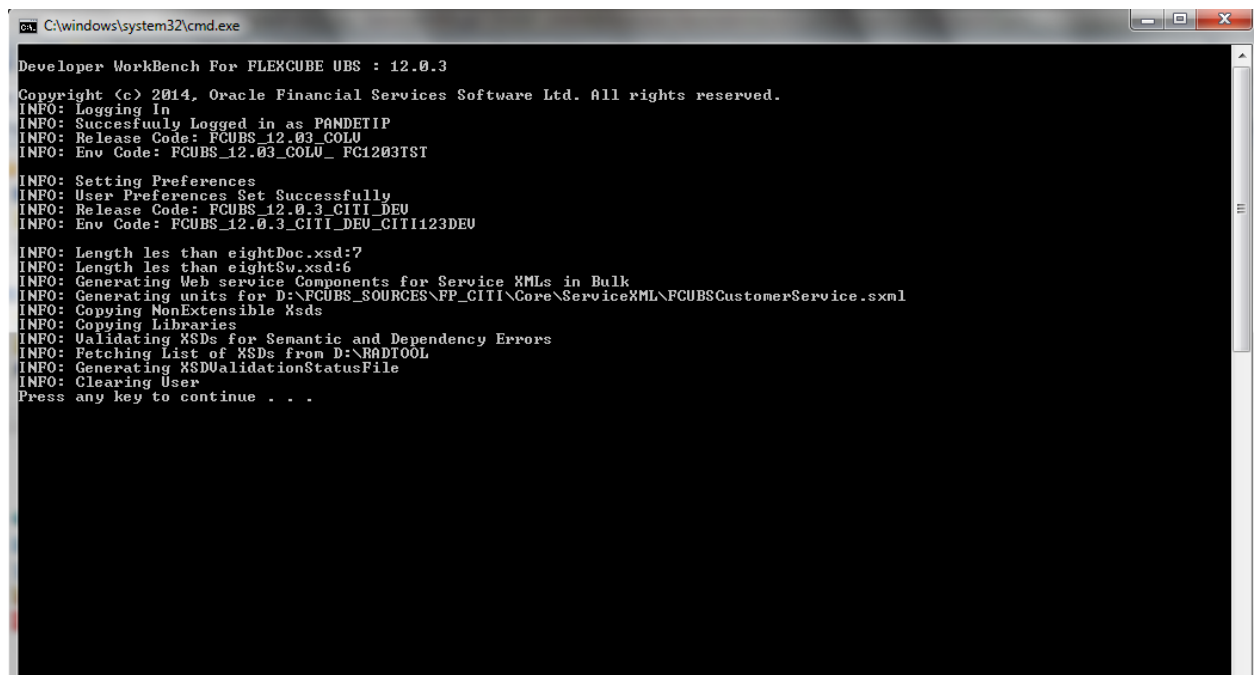 C:\windows\system32\cmd.exe
Developer WorkBench For FLEXCUBE UBS : 12.0.3
Copyright (c) 2014, Oracle Financial Services Software Ltd. All rights reserved.
INFO: Logging In
INFO: Succesfuuly Logged in as PANDETIP
INFO: Release Code: FCUBS_12.03_COLV
INFO: Env Code: FCUBS_12.03_COLV_ FC1203TST
INFO: Setting Preferences
INFO: User Preferences Set Successfully
INFO: Release Code: FCUBS_12.0.3_CITI_DEV
INFO: Env Code: FCUBS_12.0.3_CITI_DEV_CITI123DEV
INFO: Length les than eightDoc.xsd:7
INFO: Length les than eightSw.xsd:6
INFO: Generating Web service Components for Service XMLs in Bulk
INFO: Generating units for D:\FCUBS_SOURCES\FP_CITI\Core\ServiceXML\FCUBSCustomerService.sxml
INFO: Copying NonExtensible Xsds
INFO: Copying Libraries
INFO: Validating XSDs for Semantic and Dependency Errors
INFO: Fetching List of XSDs from D:\RADTOOL
INFO: Generating XSDValidationStatusFile
INFO: Clearing User
Press any key to continue . . .